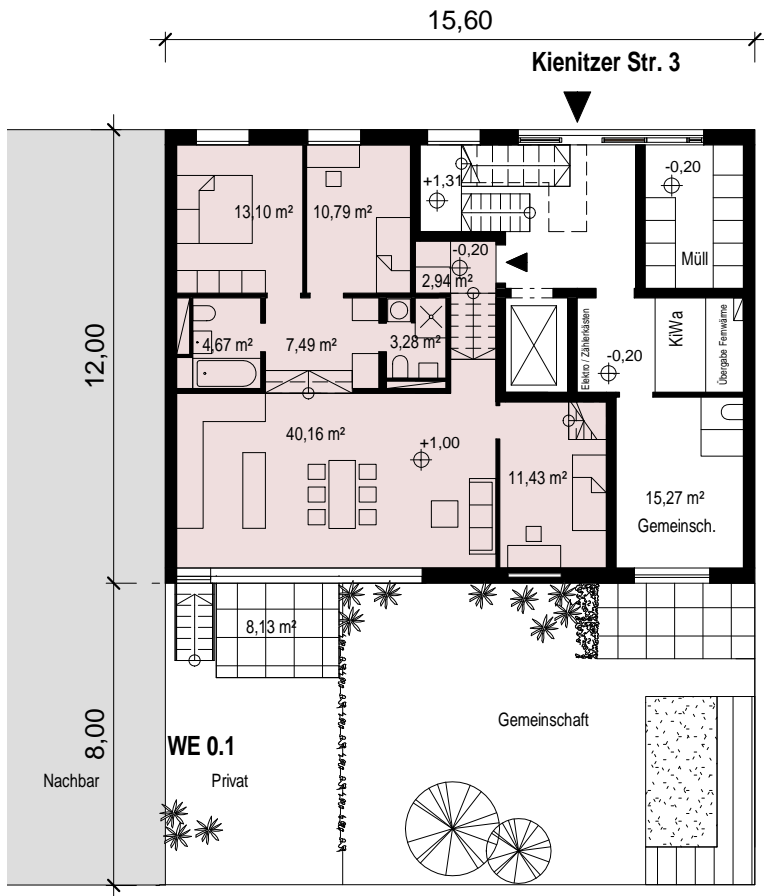 15,60
Kienitzer Str. 3
-0,20
+1,31
13,10 m²
10,79 m²
-0,20
Müll
2,94 m²
Elektro / Zählerkästen
KiWa
Übergabe Fernwärme
4,67 m²
7,49 m²
3,28 m²
-0,20
12,00
40,16 m²
+1,00
11,43 m²
15,27 m²
Gemeinsch.
8,13 m²
8,00
Gemeinschaft
WE 0.1
Nachbar
Privat